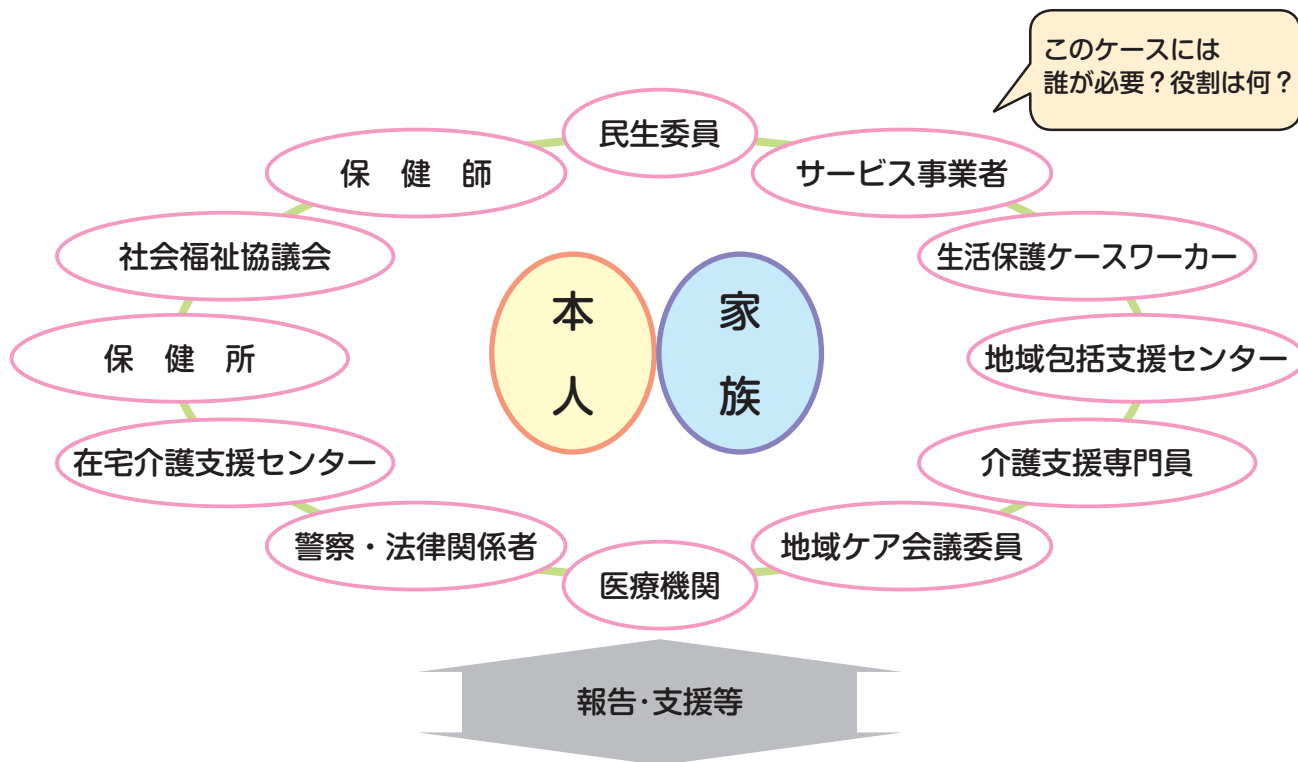 このケースには
誰が必要？役割は何？
民生委員
保健師
サービス事業者
社会福祉協議会
生活保護ケースワーカー
本人
家族
保健所
地域包括支援センター
在宅介護支援センター
介護支援専門員
警察・法律関係者
地域ケア会議委員
医療機関
報告・支援等